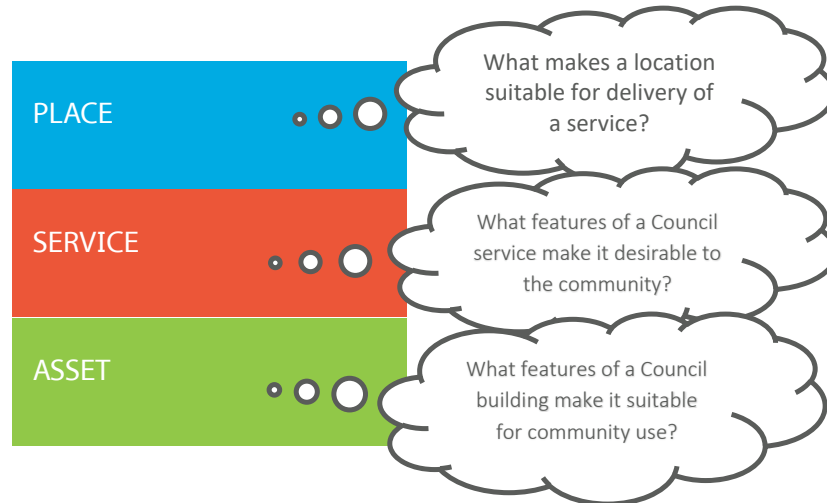 PLACE
What makes a location
suitable for delivery of
a service?
SERVICE
What features of a Council
service make it desirable to
the community?
ASSET
What features of a Council
building make it suitable
for community use?